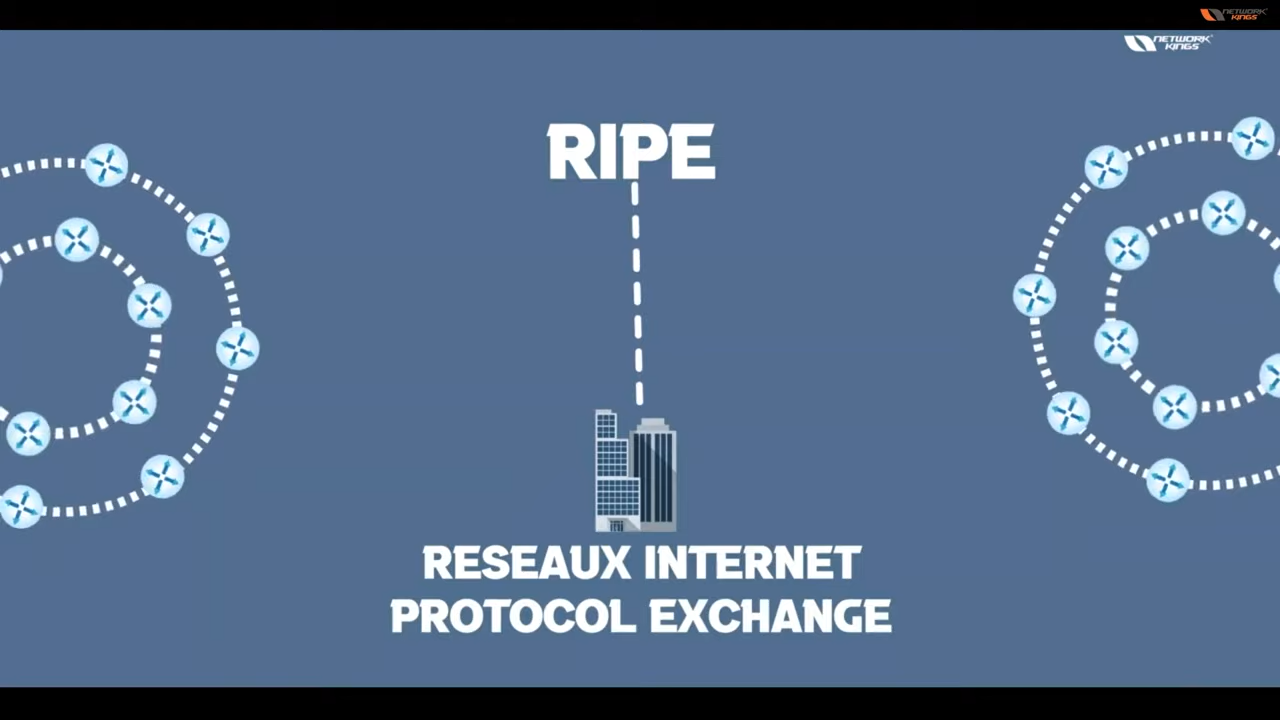 NETWORK
KINGS
NETWORK
KINGS
RIPE
RESEAUX INTERNET
PROTOCOL EXCHANGE